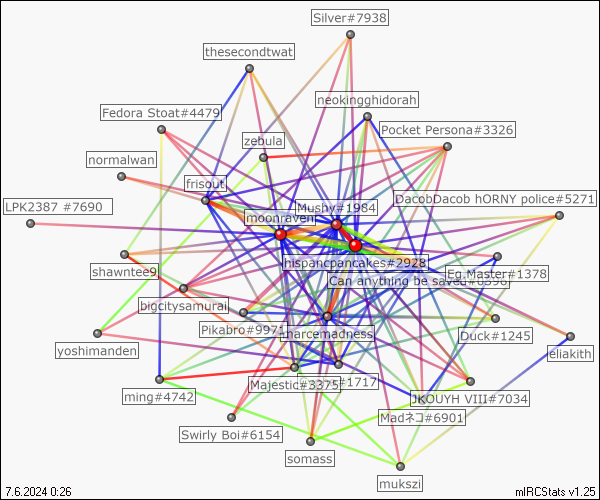 Silver#7938
thesecondtwat
neokingghidorah
Fedora Stoat#4479
Pocket Persona#3326
zebula
normalwan
frisout
DacobDacob hORNY police#5271
LPK2387 #7690
Mushy#1984
moonraven
hispancpancakes#2928
shawntee9
Eg.Master#1378
Can anything be saved#8398
bigcitysamurai
Pikabro#9971
narcemadness
Duck#1245
eliakith
yoshimanden
Majestic#3375
#1717
ming#4742
JKOUYH VIII#7034
Madネコ#6901
Swirly Boi#6154
somass
mukszi
7.6.2024 0:26
mIRCStats v1.25